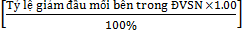 [Tỷ lệ giảm đầu mối bên trong ĐVSN ×1.00]
100%